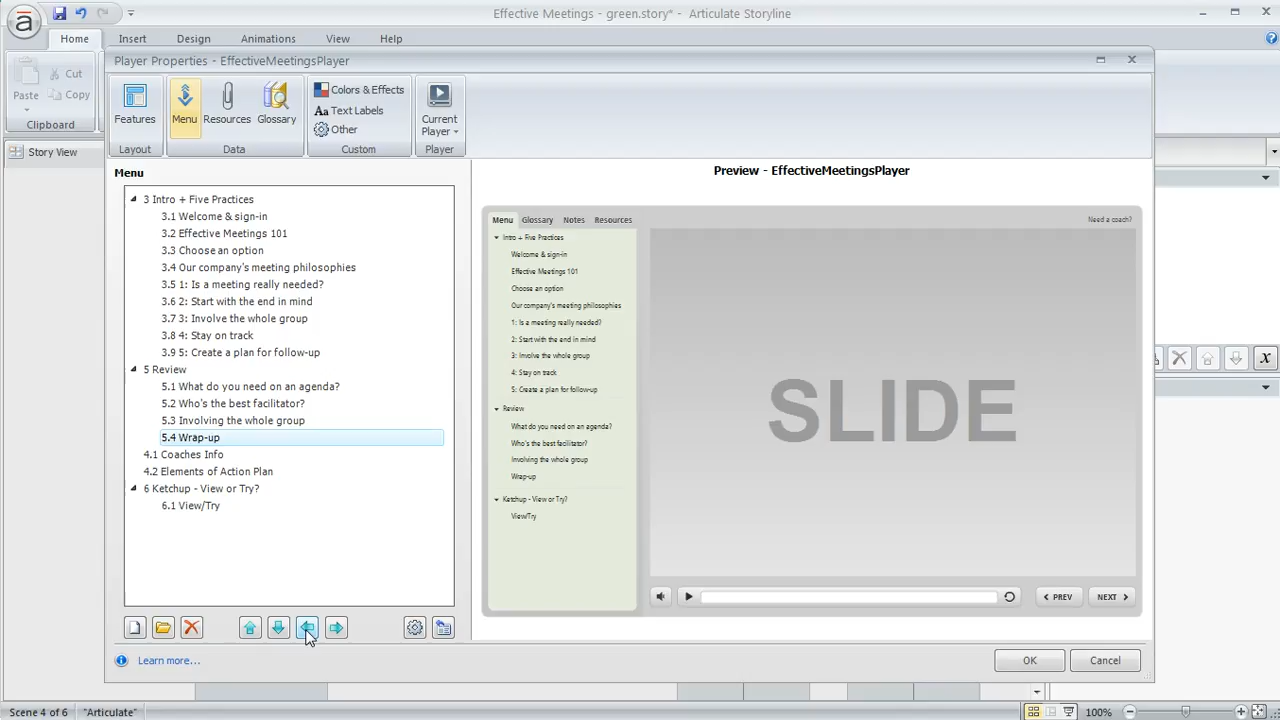 Effective Meetings - green.story* - Articulate Storyline
Home Insert Design Animations View Help
Paste Cut Copy
Clipboard
Story View
Player Properties - EffectiveMeetingsPlayer
Features Menu Resources Glossary Colors & Effects Text Labels Other Current Player
Layout Data Custom Player
Menu
3 Intro + Five Practices
3.1 Welcome & sign-in
3.2 Effective Meetings 101
3.3 Choose an option
3.4 Our company's meeting philosophies
3.5 1: Is a meeting really needed?
3.6 2: Start with the end in mind
3.7 3: Involve the whole group
3.8 4: Stay on track
3.9 5: Create a plan for follow-up
5 Review
5.1 What do you need on an agenda?
5.2 Who's the best facilitator?
5.3 Involving the whole group
5.4 Wrap-up
4.1 Coaches Info
4.2 Elements of Action Plan
6 Ketchup - View or Try?
6.1 View/Try
Learn more...
Preview - EffectiveMeetingsPlayer
Menu Glossary Notes Resources Need a coach?
Intro + Five Practices
Welcome & sign-in
Effective Meetings 101
Choose an option
Our company's meeting philosophies
1: Is a meeting really needed?
2: Start with the end in mind
3: Involve the whole group
4: Stay on track
5: Create a plan for follow-up
Review
What do you need on an agenda?
Who's the best facilitator?
Involving the whole group
Wrap-up
Ketchup - View or Try?
View/Try
SLIDE
PREV NEXT
OK Cancel
Scene 4 of 6 "Articulate" 100%